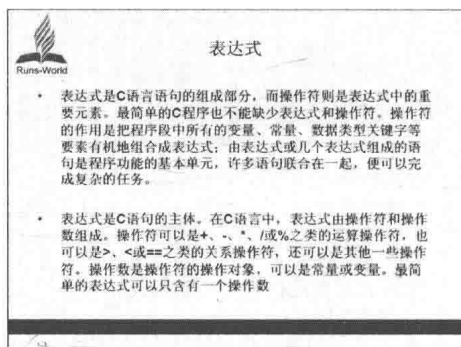 Runs-World
表达式
• 表达式是C语言语句的组成部分，而操作符则是表达式中的重
要元素。最简单的C程序也不能缺少表达式和操作符。操作符
的作用是把程序段中所有的变量、常量、数据类型关键字等
要素有机地组合成表达式；由表达式或几个表达式组成的语
句是程序功能的基本单元，许多语句联合在一起，便可以完
成复杂的任务。
• 表达式是C语句的主体。在C语言中，表达式由操作符和操作
数组成。操作符可以是+、-、*、/或%之类的运算操作符，也
可以是>、<或==之类的关系操作符，还可以是其他一些操作
符。操作数是操作符的操作对象，可以是常量或变量。最简
单的表达式可以只含有一个操作数